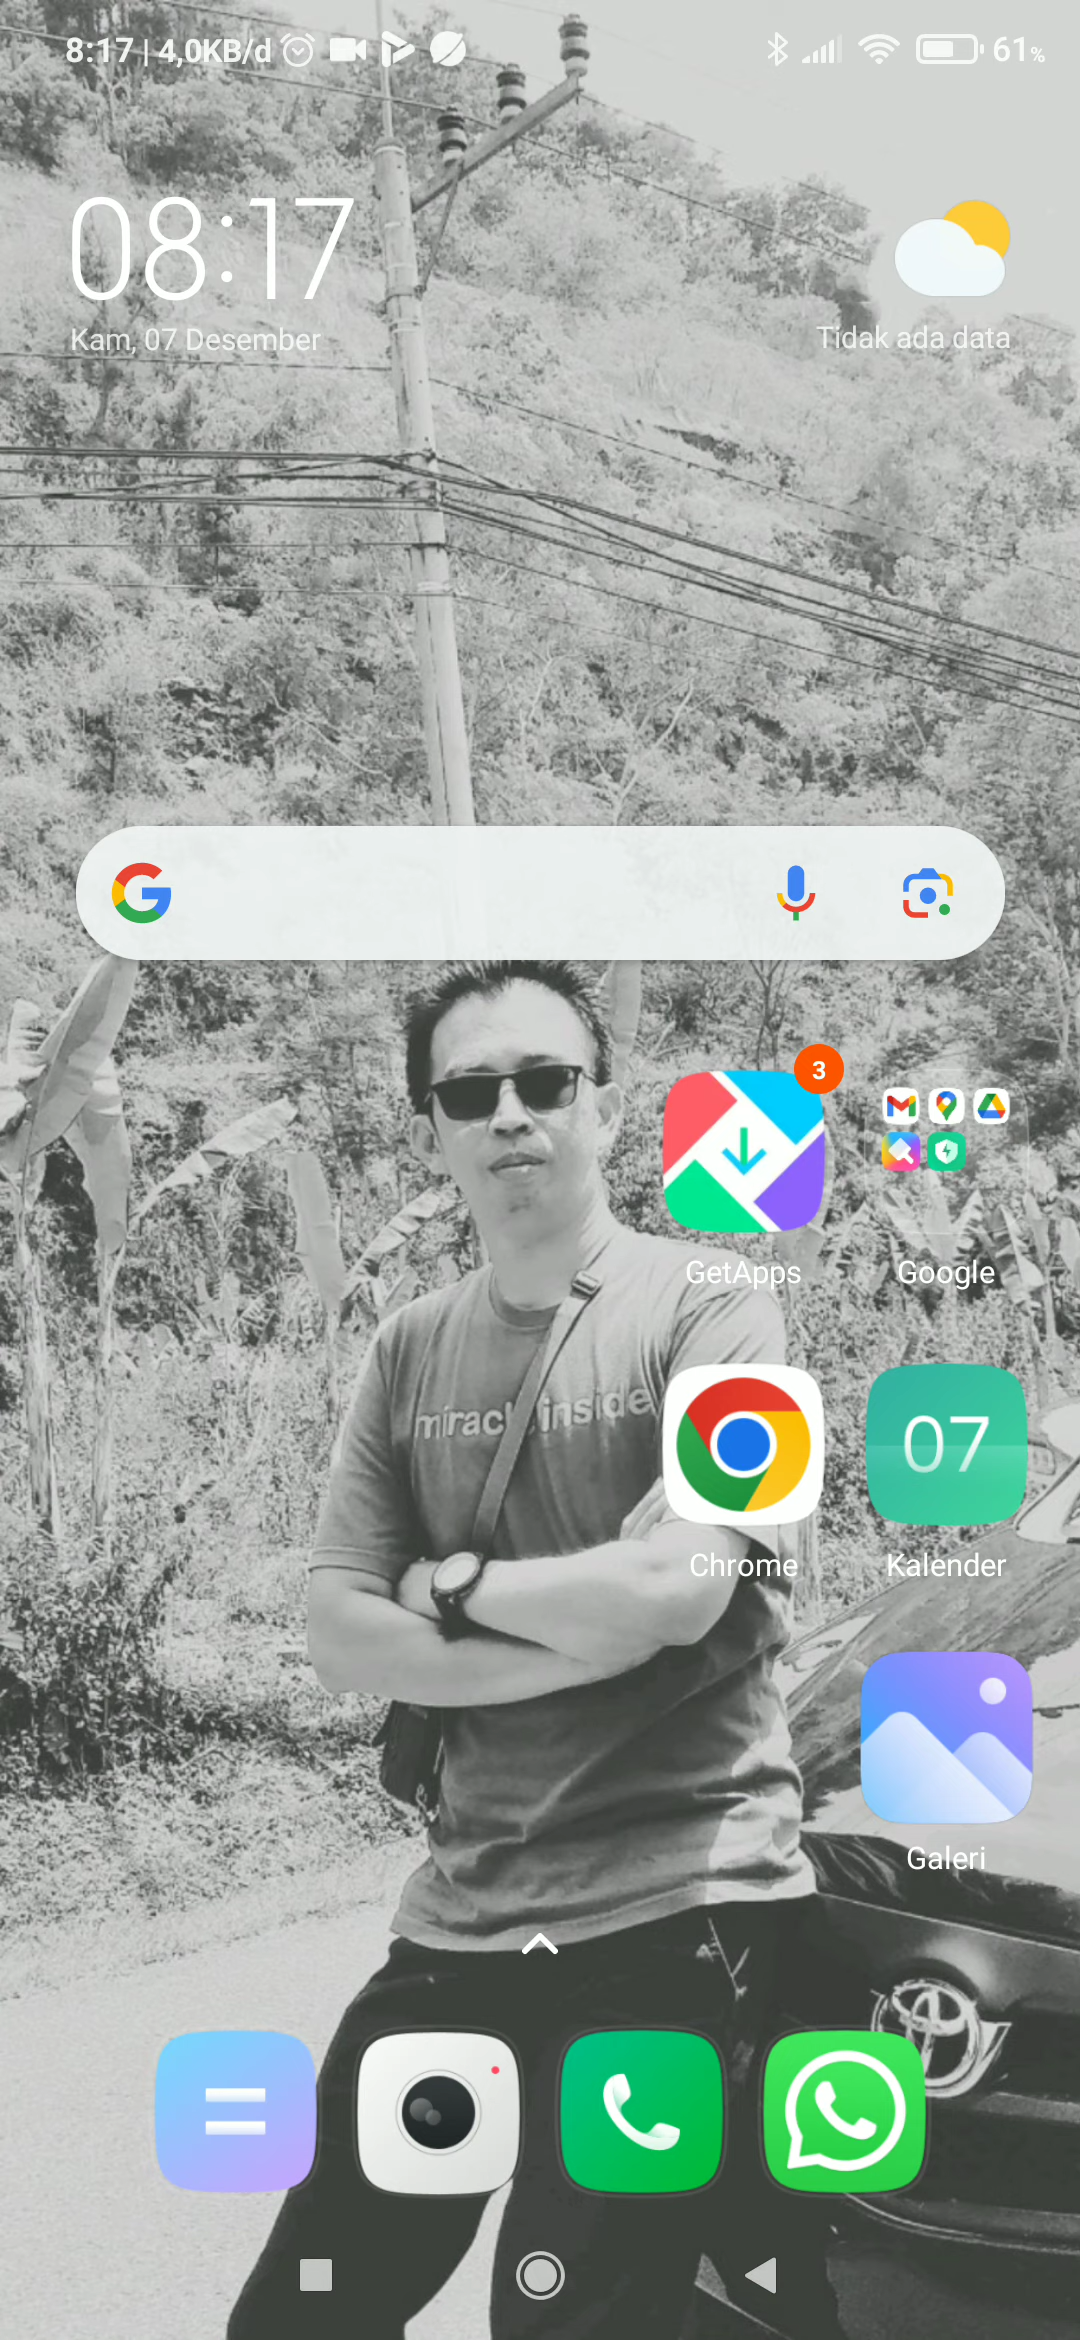 8:17 | 4,0KB/d
61%
08:17
Kam, 07 Desember
Tidak ada data
3
GetApps
Google
miracl inside
07
Chrome
Kalender
Galeri